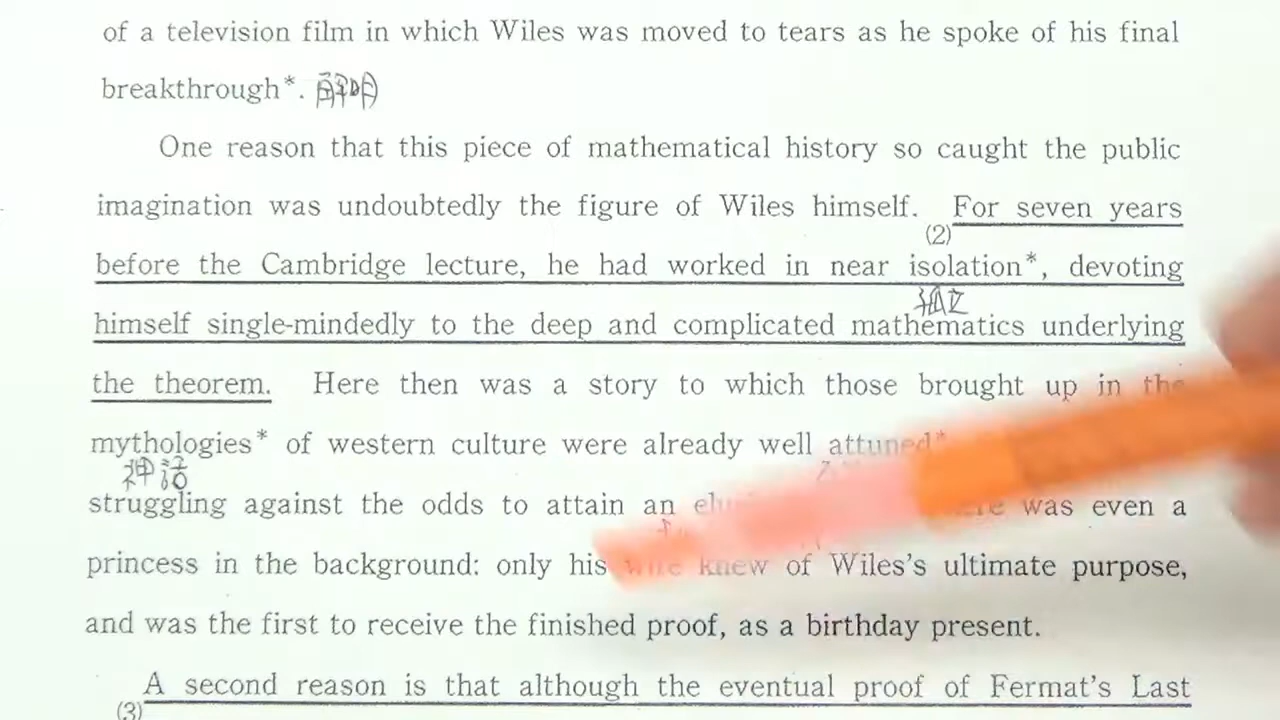 of a television film in which Wiles was moved to tears as he spoke of his final
breakthrough*. 解明
One reason that this piece of mathematical history so caught the public
imagination was undoubtedly the figure of Wiles himself. For seven years
(2)
before the Cambridge lecture, he had worked in near isolation*, devoting
孤立
himself single-mindedly to the deep and complicated mathematics underlying
the theorem. Here then was a story to which those brought up in the
mythologies* of western culture were already well attuned*
神話
struggling against the odds to attain an was even a
princess in the background: only his wife knew of Wiles's ultimate purpose,
and was the first to receive the finished proof, as a birthday present.
A second reason is that although the eventual proof of Fermat's Last
(3)